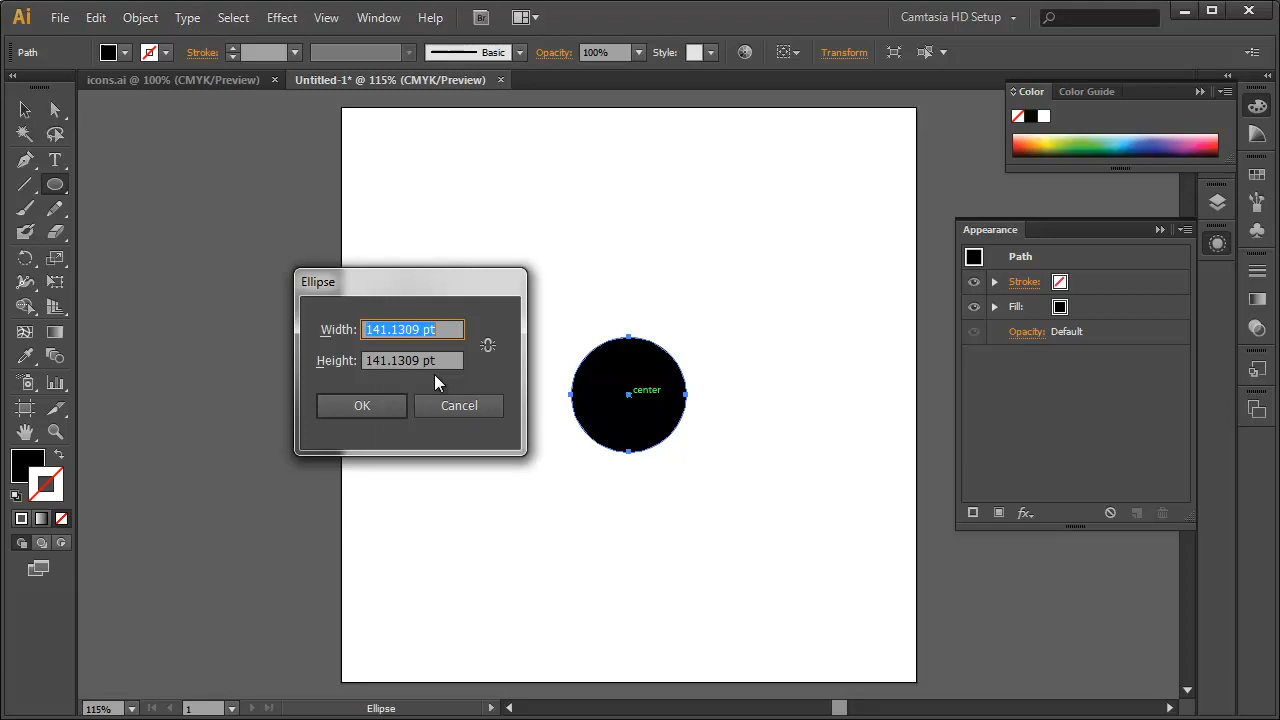 Ai File Edit Object Type Select Effect View Window Help Br Camtasia HD Setup
Path Stroke: Basic Opacity: 100% Style: Transform
icons.ai @ 100% (CMYK/Preview) Untitled-1* @ 115% (CMYK/Preview)
Color Color Guide
T
Appearance
Path
Stroke:
Fill:
Opacity: Default
fx
Ellipse
Width: 141.1309 pt
Height: 141.1309 pt
OK Cancel
center
115% 1 Ellipse